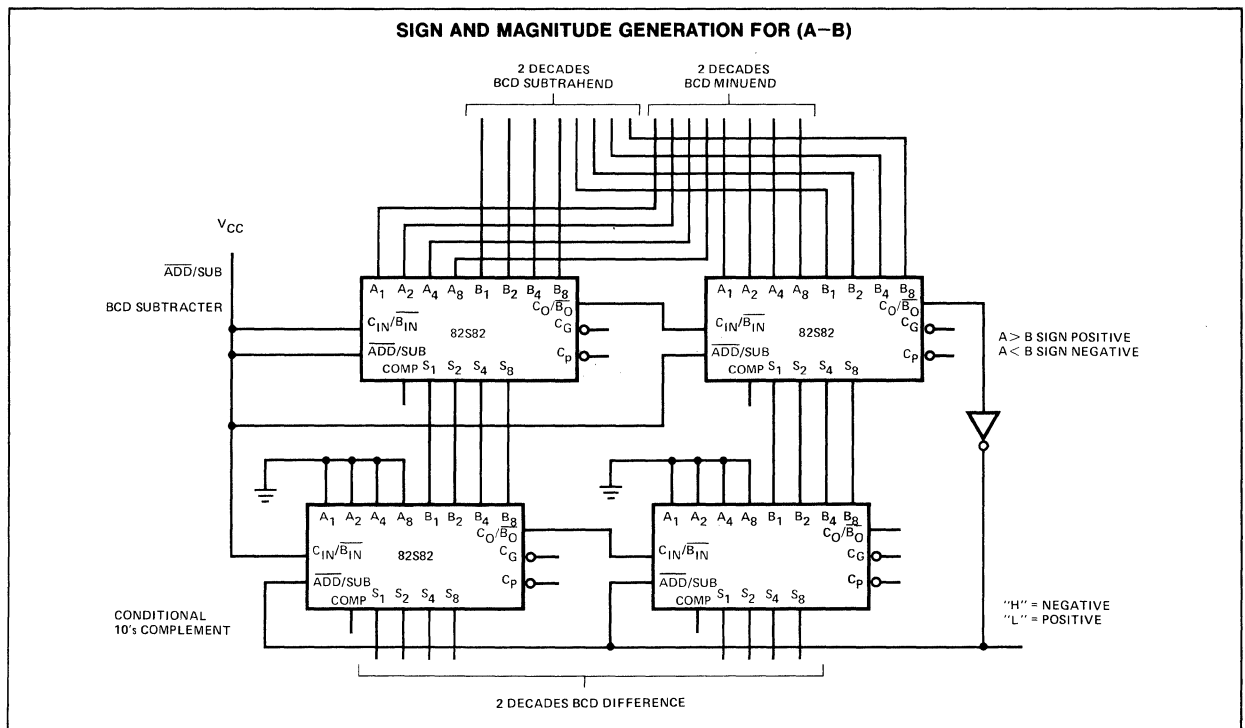 SIGN AND MAGNITUDE GENERATION FOR (A−B)
2 DECADES
BCD SUBTRAHEND
2 DECADES
BCD MINUEND
VCC
ADD/SUB
BCD SUBTRACTER
A1 A2 A4 A8 B1 B2 B4 B8
CO/BO
CIN/BIN
CG
82S82
ADD/SUB
CP
COMP S1 S2 S4 S8
A1 A2 A4 A8 B1 B2 B4 B8
CO/BO
CIN/BIN
CG
82S82
ADD/SUB
CP
COMP S1 S2 S4 S8
A > B SIGN POSITIVE
A < B SIGN NEGATIVE
A1 A2 A4 A8 B1 B2 B4 B8
CO/BO
CIN/BIN
CG
82S82
ADD/SUB
CP
COMP S1 S2 S4 S8
A1 A2 A4 A8 B1 B2 B4 B8
CO/BO
CIN/BIN
CG
ADD/SUB
CP
COMP S1 S2 S4 S8
CONDITIONAL
10's COMPLEMENT
"H" = NEGATIVE
"L" = POSITIVE
2 DECADES BCD DIFFERENCE